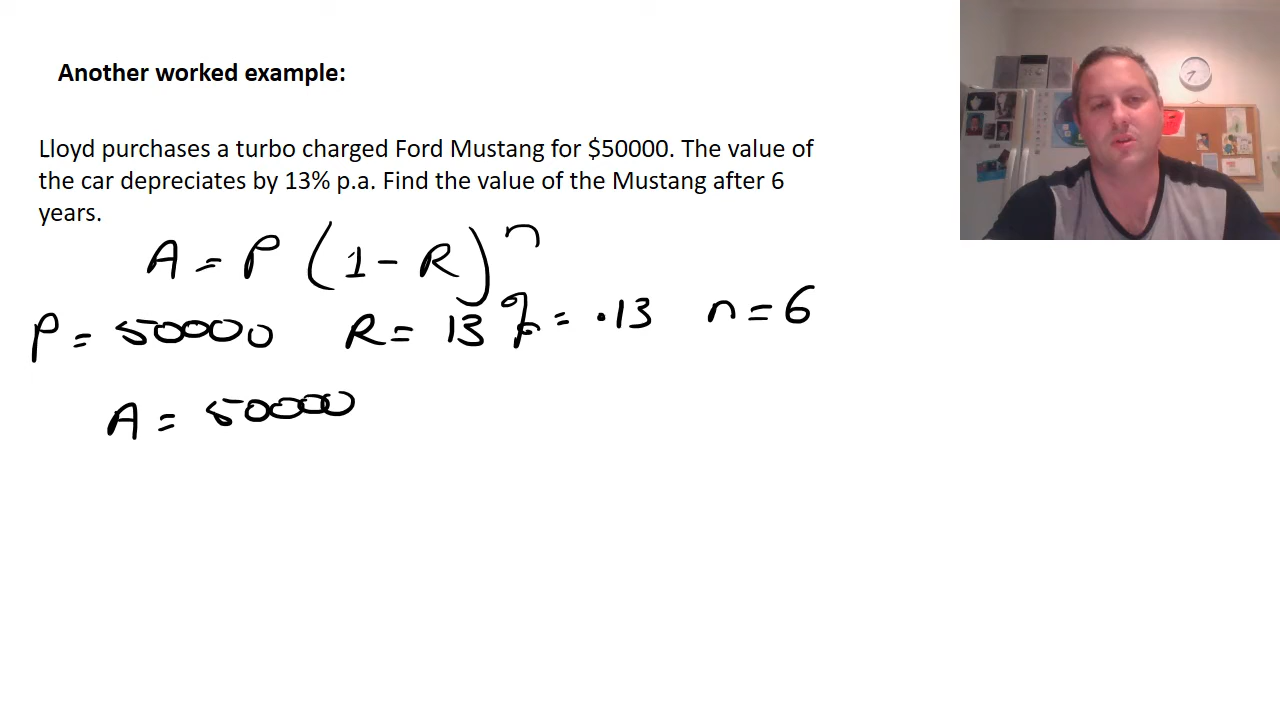 Another worked example:
Lloyd purchases a turbo charged Ford Mustang for $50000. The value of
the car depreciates by 13% p.a. Find the value of the Mustang after 6
years.
A = P (1 - R)ⁿ
P = 50000 R = 13 % = .13 n = 6
A = 50000